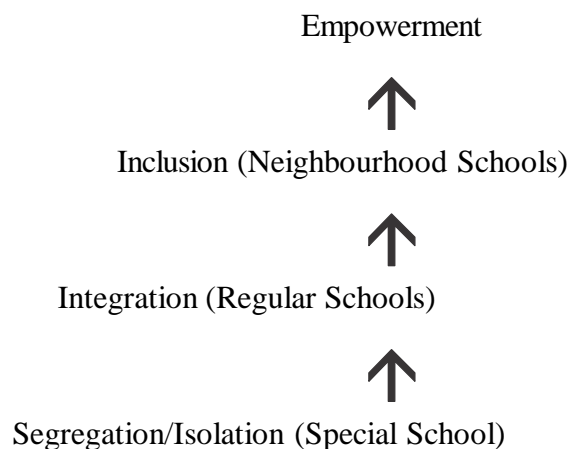 Empowerment
Inclusion (Neighbourhood Schools)
Integration (Regular Schools)
Segregation/Isolation (Special School)